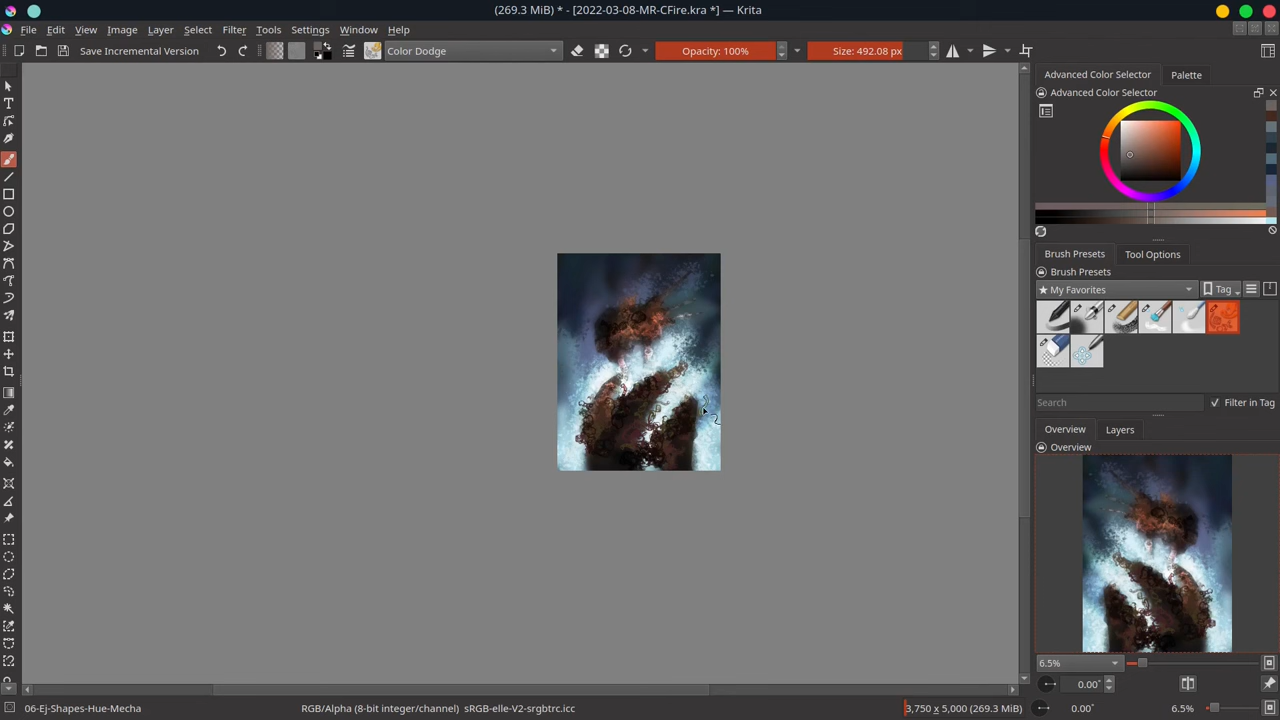 (269.3 MiB) * - [2022-03-08-MR-CFire.kra *] — Krita
File Edit View Image Layer Select Filter Tools Settings Window Help
Save Incremental Version Color Dodge Opacity: 100% Size: 492.08 px
Advanced Color Selector Palette
Advanced Color Selector
Brush Presets Tool Options
Brush Presets
★ My Favorites Tag
Search Filter in Tag
Overview Layers
Overview
6.5%
0.00°
06-Ej-Shapes-Hue-Mecha RGB/Alpha (8-bit integer/channel) sRGB-elle-V2-srgbtrc.icc 3,750 x 5,000 (269.3 MiB) 0.00° 6.5%